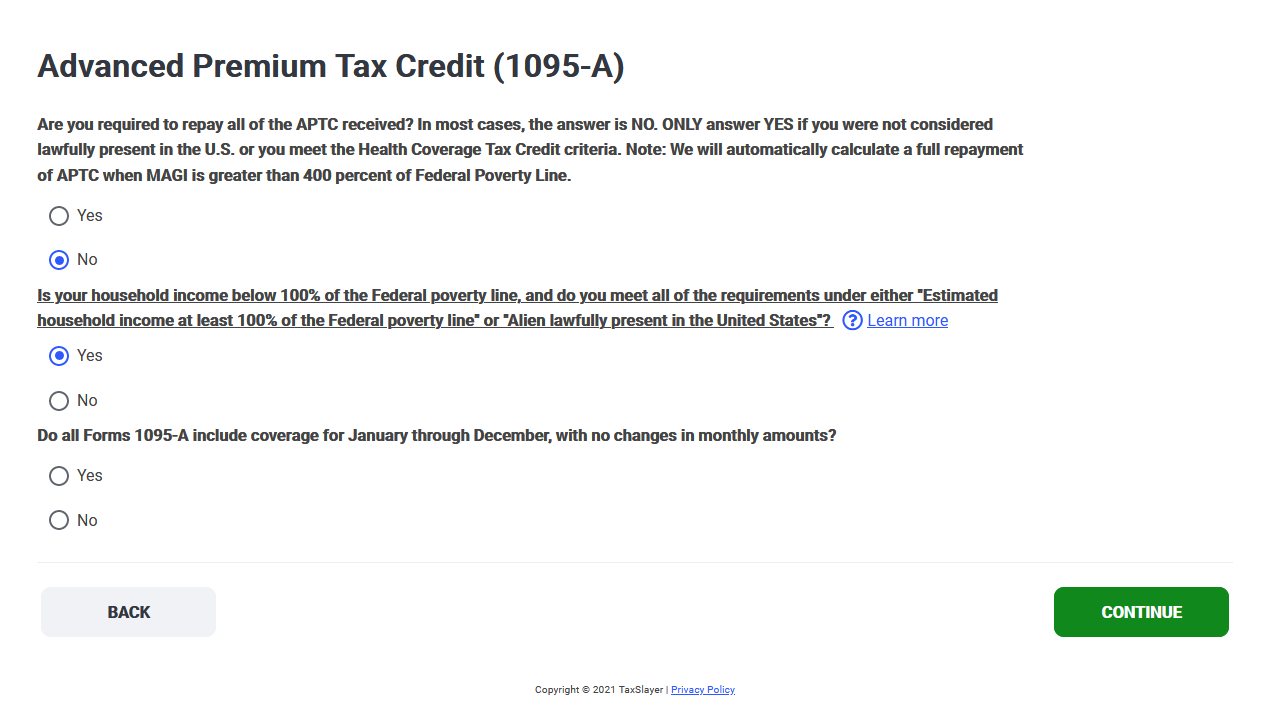 Advanced Premium Tax Credit (1095-A)
Are you required to repay all of the APTC received? In most cases, the answer is NO. ONLY answer YES if you were not considered
lawfully present in the U.S. or you meet the Health Coverage Tax Credit criteria. Note: We will automatically calculate a full repayment
of APTC when MAGI is greater than 400 percent of Federal Poverty Line.
Yes
No
Is your household income below 100% of the Federal poverty line, and do you meet all of the requirements under either "Estimated
household income at least 100% of the Federal poverty line" or "Alien lawfully present in the United States"? ? Learn more
Yes
No
Do all Forms 1095-A include coverage for January through December, with no changes in monthly amounts?
Yes
No
BACK
CONTINUE
Copyright © 2021 TaxSlayer | Privacy Policy